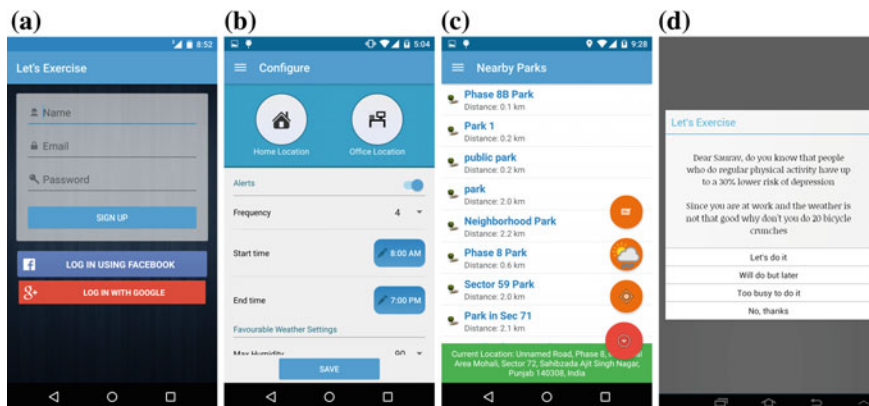 (a)
8:52
Let's Exercise
Name
Email
Password
SIGN UP
LOG IN USING FACEBOOK
LOG IN WITH GOOGLE
(b)
5:04
Configure
Home Location
Office Location
Alerts
Frequency
4
Start time
8:00 AM
End time
7:00 PM
Favourable Weather Settings
Max Humidity
90
SAVE
(c)
9:28
Nearby Parks
Phase 8B Park
Distance: 0.1 km
Park 1
Distance: 0.2 km
public park
Distance: 0.2 km
park
Distance: 2.0 km
Neighborhood Park
Distance: 2.2 km
Phase 8 Park
Distance: 0.6 km
Sector 59 Park
Distance: 2.0 km
Park in Sec 71
Distance: 2.1 km
Current Location: Unnamed Road, Phase 8,
Area Mohali, Sector 72, Sahibzada Ajit Singh Nagar,
Punjab 140308, India
(d)
Let's Exercise
Dear Saurav, do you know that people
who do regular physical activity have up
to a 30% lower risk of depression
Since you are at work and the weather is
not that good why don't you do 20 bicycle
crunches
Let's do it
Will do but later
Too busy to do it
No, thanks